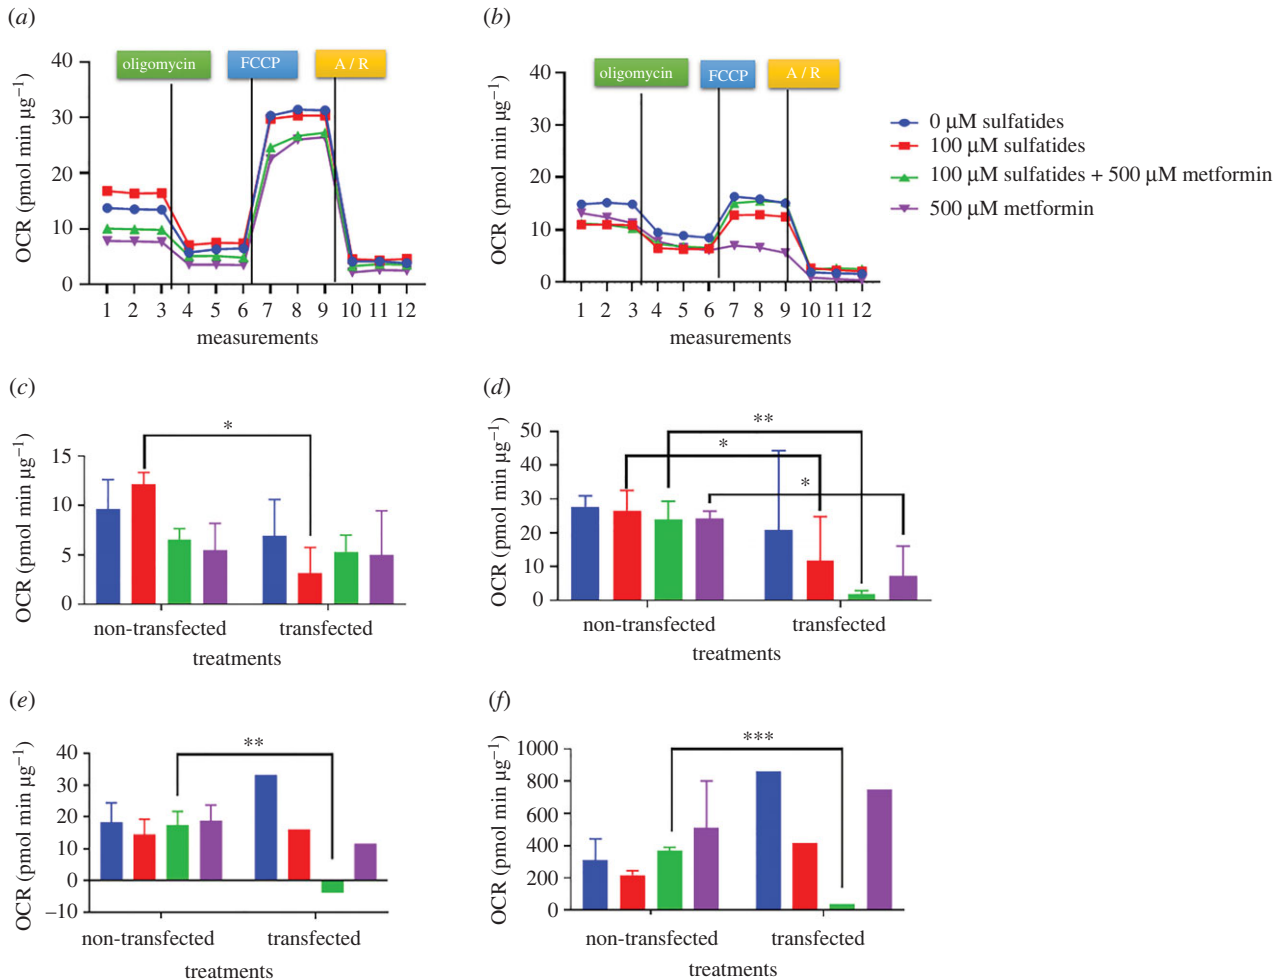 (a)
oligomycin
FCCP
A / R
OCR (pmol min µg⁻¹)
40
30
20
10
0
1 2 3 4 5 6 7 8 9 10 11 12
measurements
(b)
oligomycin
FCCP
A / R
OCR (pmol min µg⁻¹)
40
30
20
10
0
1 2 3 4 5 6 7 8 9 10 11 12
measurements
0 µM sulfatides
100 µM sulfatides
100 µM sulfatides + 500 µM metformin
500 µM metformin
(c)
OCR (pmol min µg⁻¹)
15
10
5
0
*
non-transfected transfected
treatments
(d)
OCR (pmol min µg⁻¹)
50
40
30
20
10
0
**
*
*
non-transfected transfected
treatments
(e)
OCR (pmol min µg⁻¹)
40
30
20
10
0
−10
**
non-transfected transfected
treatments
(f)
OCR (pmol min µg⁻¹)
1000
800
600
400
200
0
***
non-transfected transfected
treatments